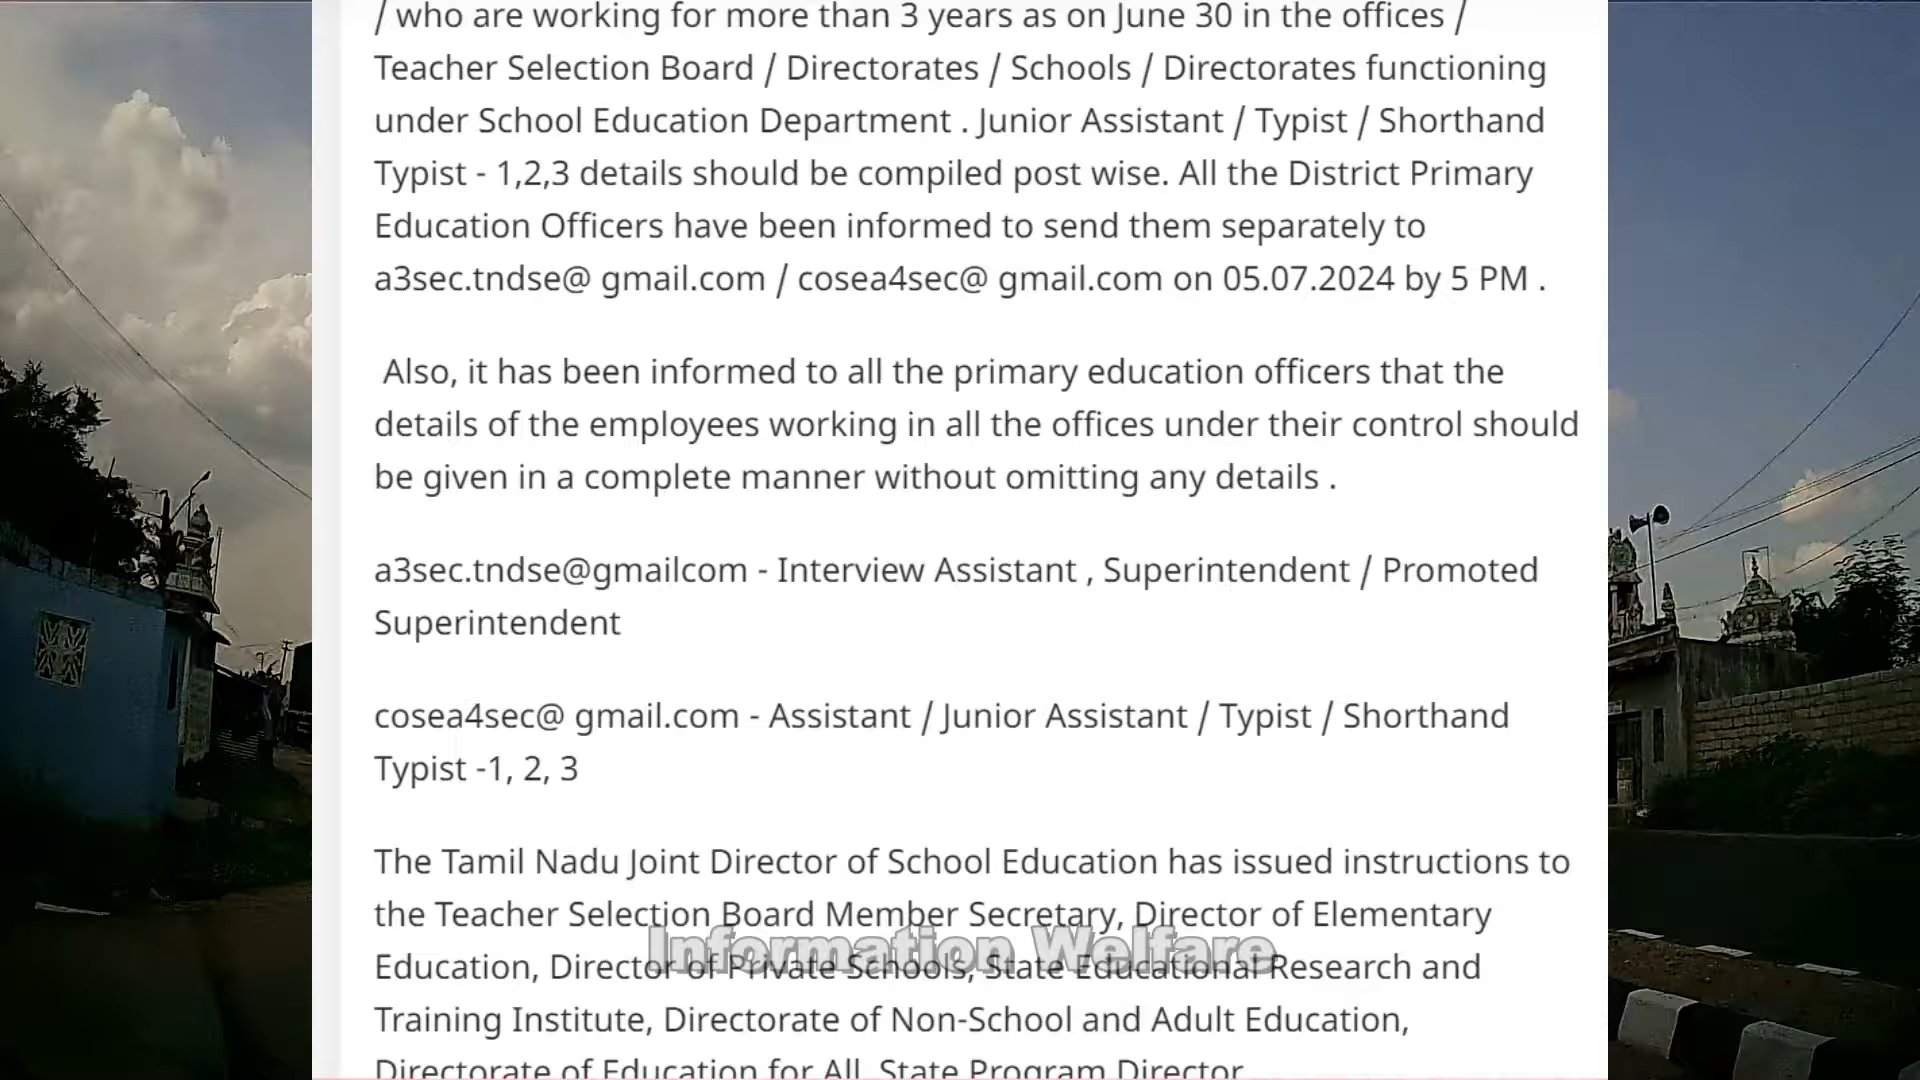 / who are working for more than 3 years as on June 30 in the offices /
Teacher Selection Board / Directorates / Schools / Directorates functioning
under School Education Department . Junior Assistant / Typist / Shorthand
Typist - 1,2,3 details should be compiled post wise. All the District Primary
Education Officers have been informed to send them separately to
a3sec.tndse@ gmail.com / cosea4sec@ gmail.com on 05.07.2024 by 5 PM .
Also, it has been informed to all the primary education officers that the
details of the employees working in all the offices under their control should
be given in a complete manner without omitting any details .
a3sec.tndse@gmailcom - Interview Assistant , Superintendent / Promoted
Superintendent
cosea4sec@ gmail.com - Assistant / Junior Assistant / Typist / Shorthand
Typist -1, 2, 3
The Tamil Nadu Joint Director of School Education has issued instructions to
the Teacher Selection Board Member Secretary, Director of Elementary
Information Welfare
Education, Director of Private Schools, State Educational Research and
Training Institute, Directorate of Non-School and Adult Education,
Directorate of Education for All, State Program Director